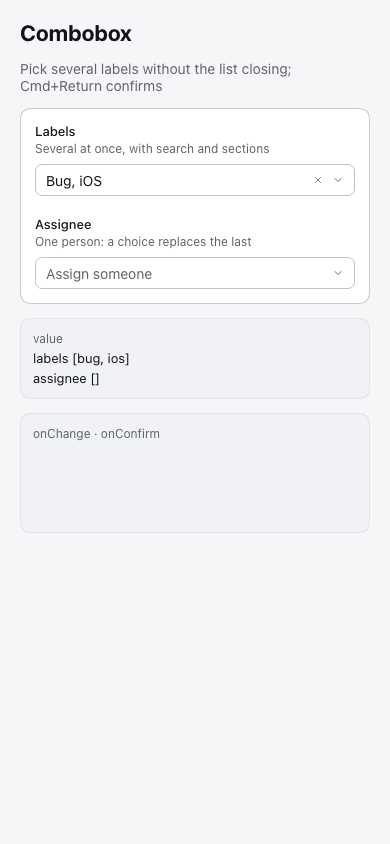 Combobox
Pick several labels without the list closing;
Cmd+Return confirms
Labels
Several at once, with search and sections
Bug, iOS
Assignee
One person: a choice replaces the last
Assign someone
value
labels [bug, ios]
assignee []
onChange · onConfirm